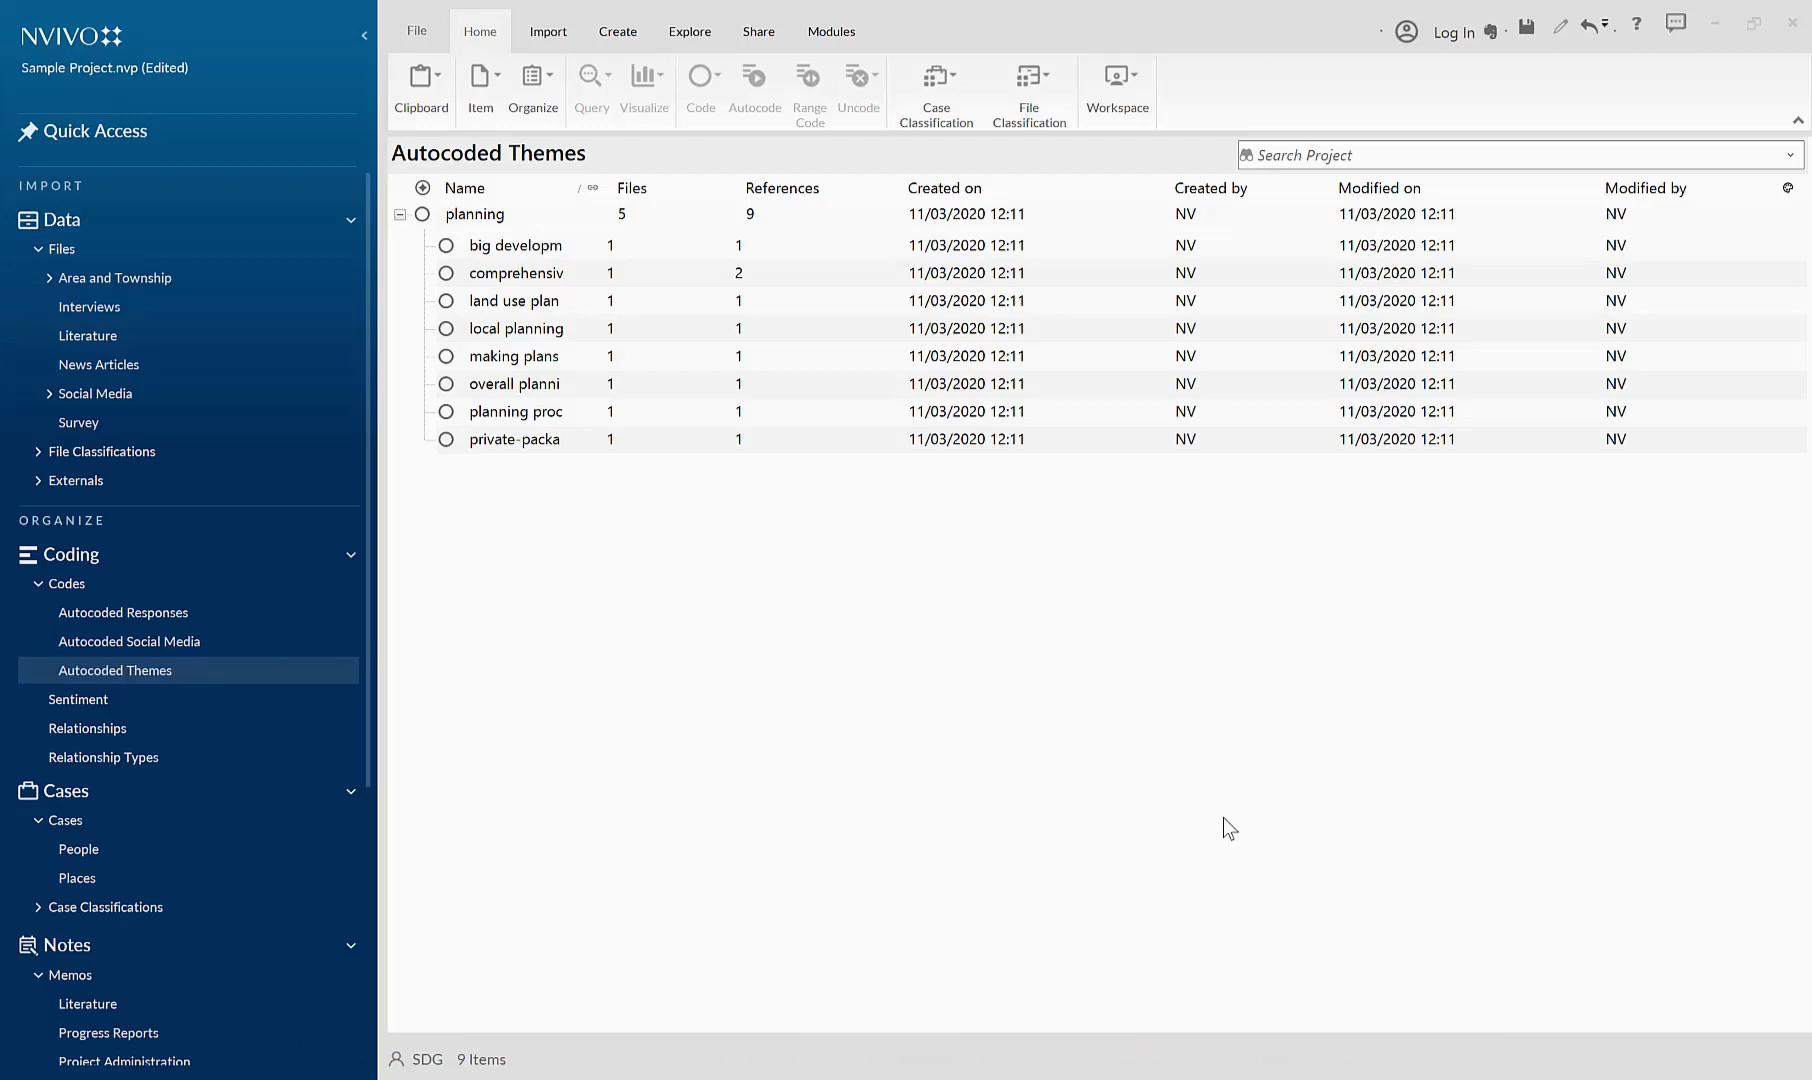 NVIVO
Sample Project.nvp (Edited)
Quick Access
IMPORT
Data
Files
Area and Township
Interviews
Literature
News Articles
Social Media
Survey
File Classifications
Externals
ORGANIZE
Coding
Codes
Autocoded Responses
Autocoded Social Media
Autocoded Themes
Sentiment
Relationships
Relationship Types
Cases
Cases
People
Places
Case Classifications
Notes
Memos
Literature
Progress Reports
Project Administration
File Home Import Create Explore Share Modules
Log In
?
Clipboard Item Organize Query Visualize Code Autocode Range Code Uncode Case Classification File Classification Workspace
Autocoded Themes
Search Project
Name / Files References Created on Created by Modified on Modified by
planning 5 9 11/03/2020 12:11 NV 11/03/2020 12:11 NV
big developm 1 1 11/03/2020 12:11 NV 11/03/2020 12:11 NV
comprehensiv 1 2 11/03/2020 12:11 NV 11/03/2020 12:11 NV
land use plan 1 1 11/03/2020 12:11 NV 11/03/2020 12:11 NV
local planning 1 1 11/03/2020 12:11 NV 11/03/2020 12:11 NV
making plans 1 1 11/03/2020 12:11 NV 11/03/2020 12:11 NV
overall planni 1 1 11/03/2020 12:11 NV 11/03/2020 12:11 NV
planning proc 1 1 11/03/2020 12:11 NV 11/03/2020 12:11 NV
private-packa 1 1 11/03/2020 12:11 NV 11/03/2020 12:11 NV
SDG 9 Items